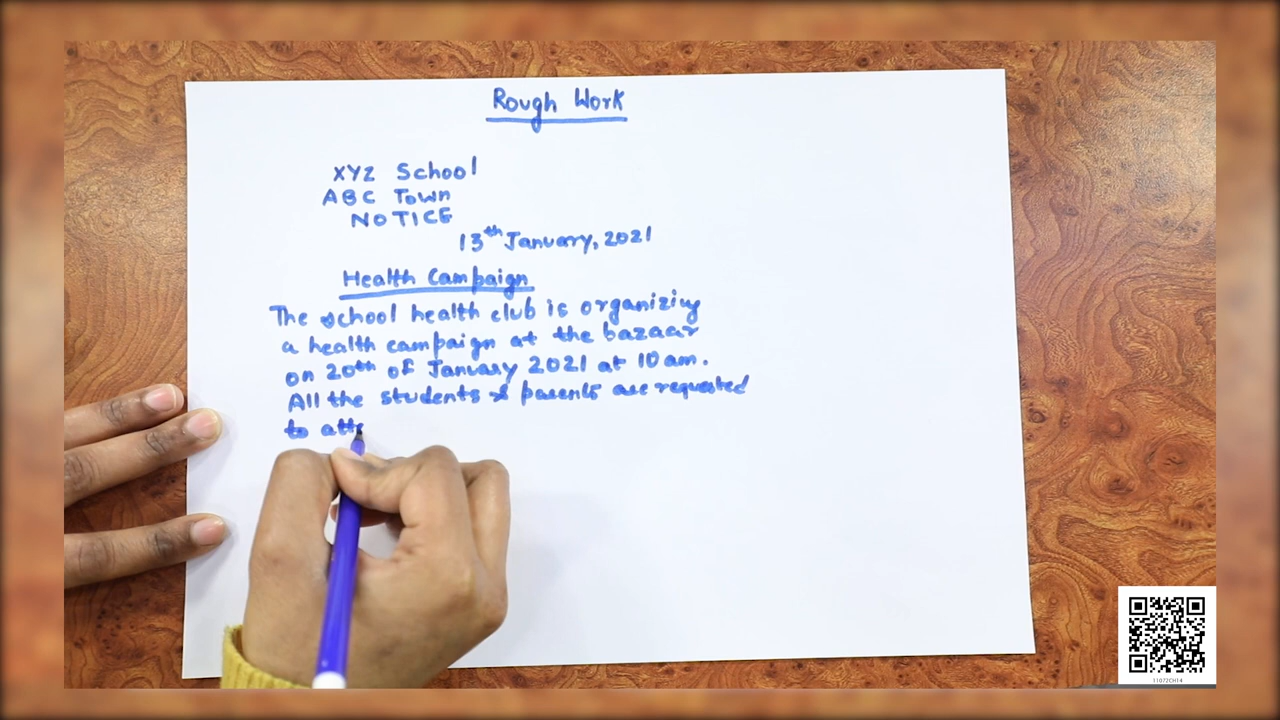 Rough Work
XYZ School
ABC Town
NOTICE
13th January, 2021
Health Campaign
The school health club is organizing
a health campaign at the bazaar
on 20th of January 2021 at 10 am.
All the students & parents are requested
to atte
11072CH14